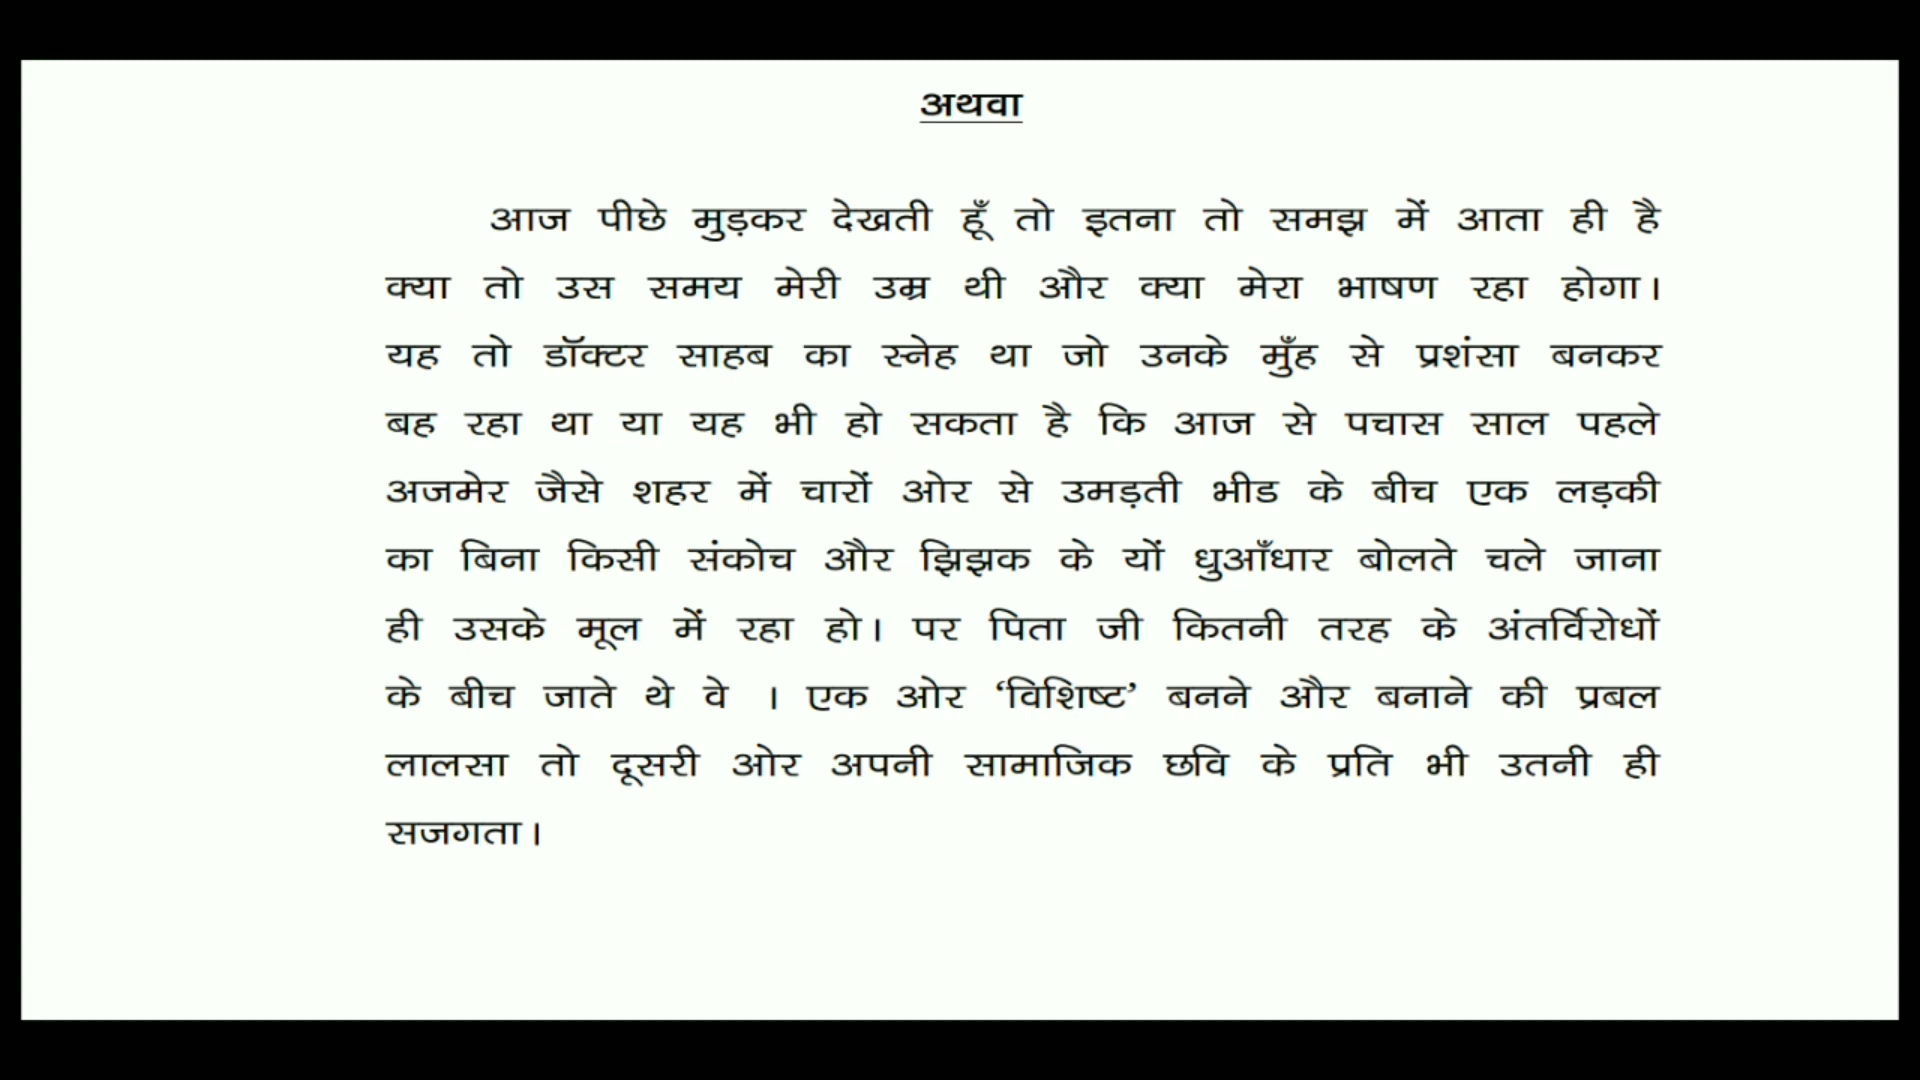 अथवा
आज पीछे मुड़कर देखती हूँ तो इतना तो समझ में आता ही है
क्या तो उस समय मेरी उम्र थी और क्या मेरा भाषण रहा होगा।
यह तो डॉक्टर साहब का स्नेह था जो उनके मुँह से प्रशंसा बनकर
बह रहा था या यह भी हो सकता है कि आज से पचास साल पहले
अजमेर जैसे शहर में चारों ओर से उमड़ती भीड के बीच एक लड़की
का बिना किसी संकोच और झिझक के यों धुआँधार बोलते चले जाना
ही उसके मूल में रहा हो। पर पिता जी कितनी तरह के अंतर्विरोधों
के बीच जाते थे वे । एक ओर ‘विशिष्ट’ बनने और बनाने की प्रबल
लालसा तो दूसरी ओर अपनी सामाजिक छवि के प्रति भी उतनी ही
सजगता।